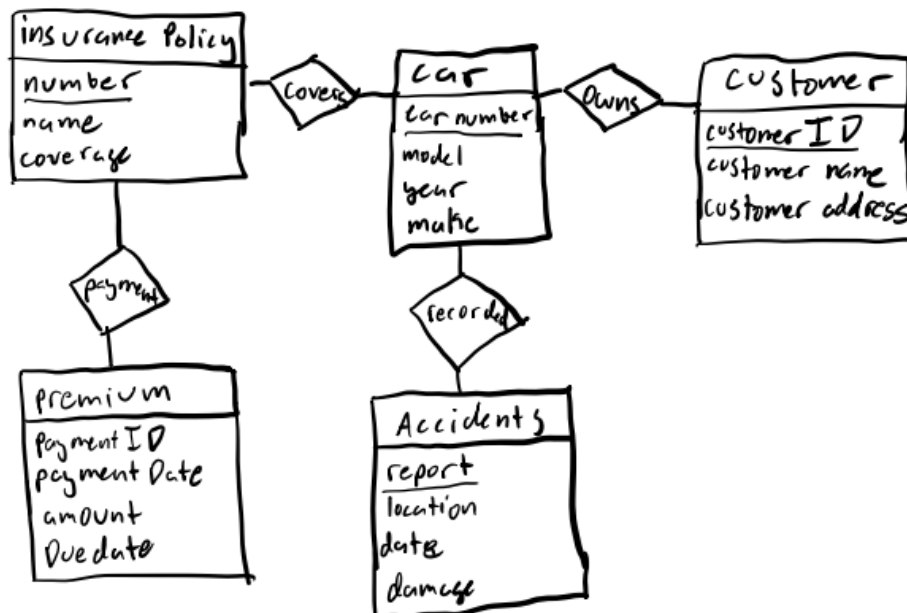 insurance Policy
number
name
coverage
covers
car
car number
model
year
make
Owns
customer
customer ID
customer name
customer address
payment
recorded
premium
payment ID
payment Date
amount
Due date
Accidents
report
location
date
damage